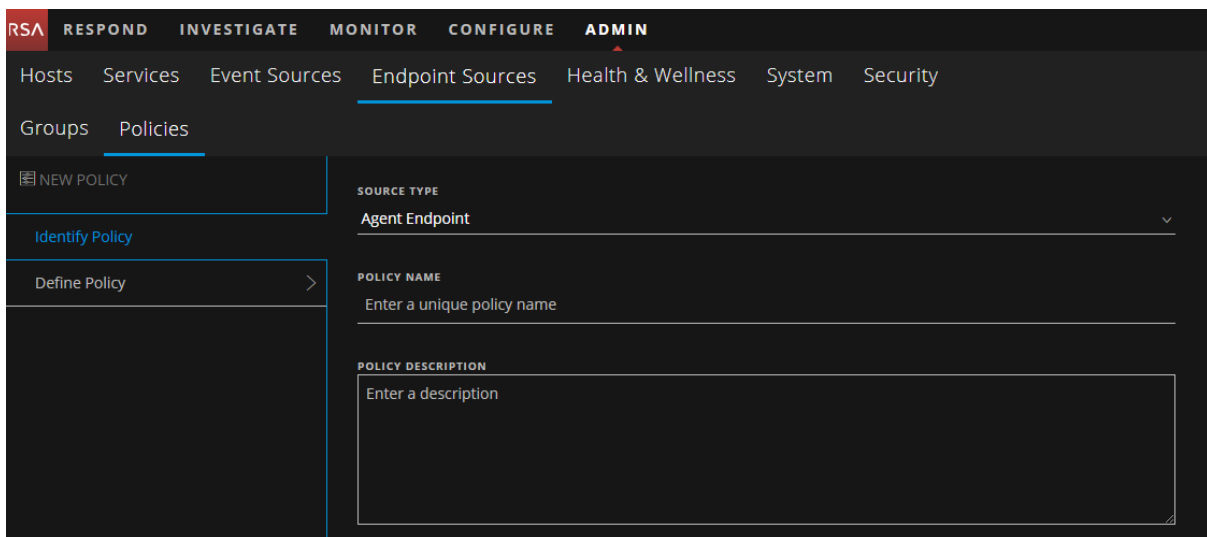 RSA RESPOND INVESTIGATE MONITOR CONFIGURE ADMIN
Hosts Services Event Sources Endpoint Sources Health & Wellness System Security
Groups Policies
NEW POLICY
Identify Policy
Define Policy
SOURCE TYPE
Agent Endpoint
POLICY NAME
Enter a unique policy name
POLICY DESCRIPTION
Enter a description